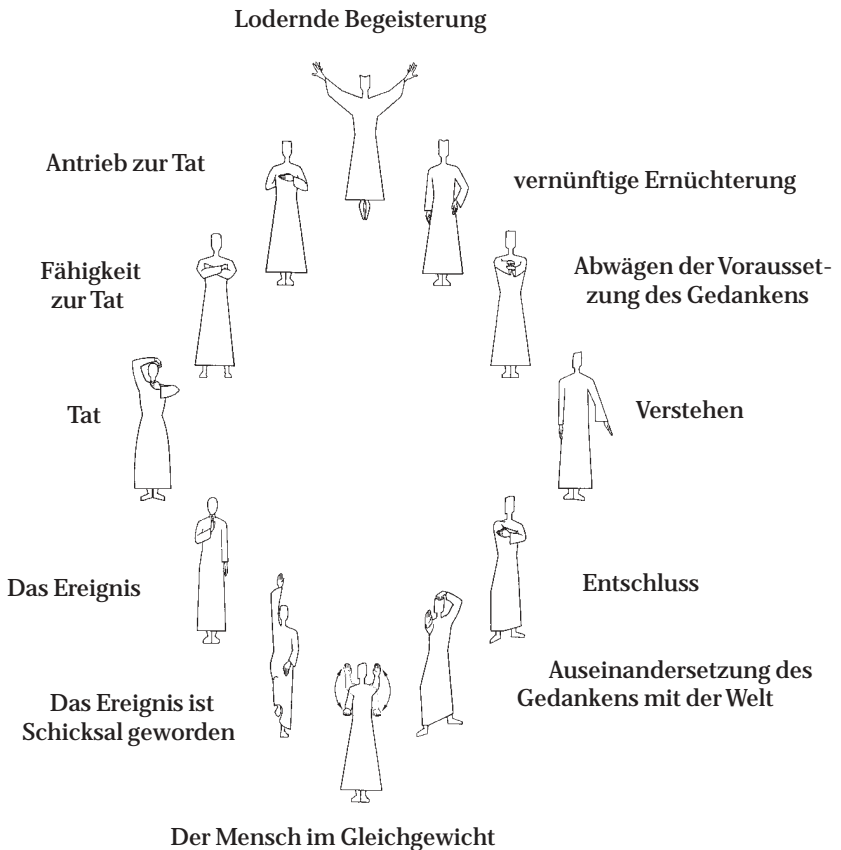 Lodernde Begeisterung
Antrieb zur Tat
vernünftige Ernüchterung
Fähigkeit
zur Tat
Abwägen der Vorausset-
zung des Gedankens
Tat
Verstehen
Das Ereignis
Entschluss
Das Ereignis ist
Schicksal geworden
Auseinandersetzung des
Gedankens mit der Welt
Der Mensch im Gleichgewicht